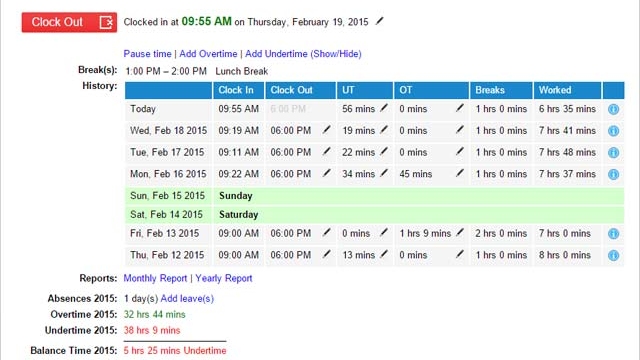 Clock Out Clocked in at 09:55 AM on Thursday, February 19, 2015
Pause time | Add Overtime | Add Undertime (Show/Hide)
Break(s): 1:00 PM – 2:00 PM Lunch Break
History: Clock In Clock Out UT OT Breaks Worked
Today 09:55 AM 6:00 PM 56 mins 0 mins 1 hrs 0 mins 6 hrs 35 mins
Wed, Feb 18 2015 09:19 AM 06:00 PM 19 mins 0 mins 1 hrs 0 mins 7 hrs 41 mins
Tue, Feb 17 2015 09:11 AM 06:00 PM 22 mins 0 mins 1 hrs 0 mins 7 hrs 48 mins
Mon, Feb 16 2015 09:22 AM 06:00 PM 34 mins 45 mins 1 hrs 0 mins 7 hrs 37 mins
Sun, Feb 15 2015 Sunday
Sat, Feb 14 2015 Saturday
Fri, Feb 13 2015 09:00 AM 06:00 PM 0 mins 1 hrs 9 mins 2 hrs 0 mins 7 hrs 0 mins
Thu, Feb 12 2015 09:00 AM 06:00 PM 13 mins 0 mins 1 hrs 0 mins 8 hrs 0 mins
Reports: Monthly Report | Yearly Report
Absences 2015: 1 day(s) Add leave(s)
Overtime 2015: 32 hrs 44 mins
Undertime 2015: 38 hrs 9 mins
Balance Time 2015: 5 hrs 25 mins Undertime